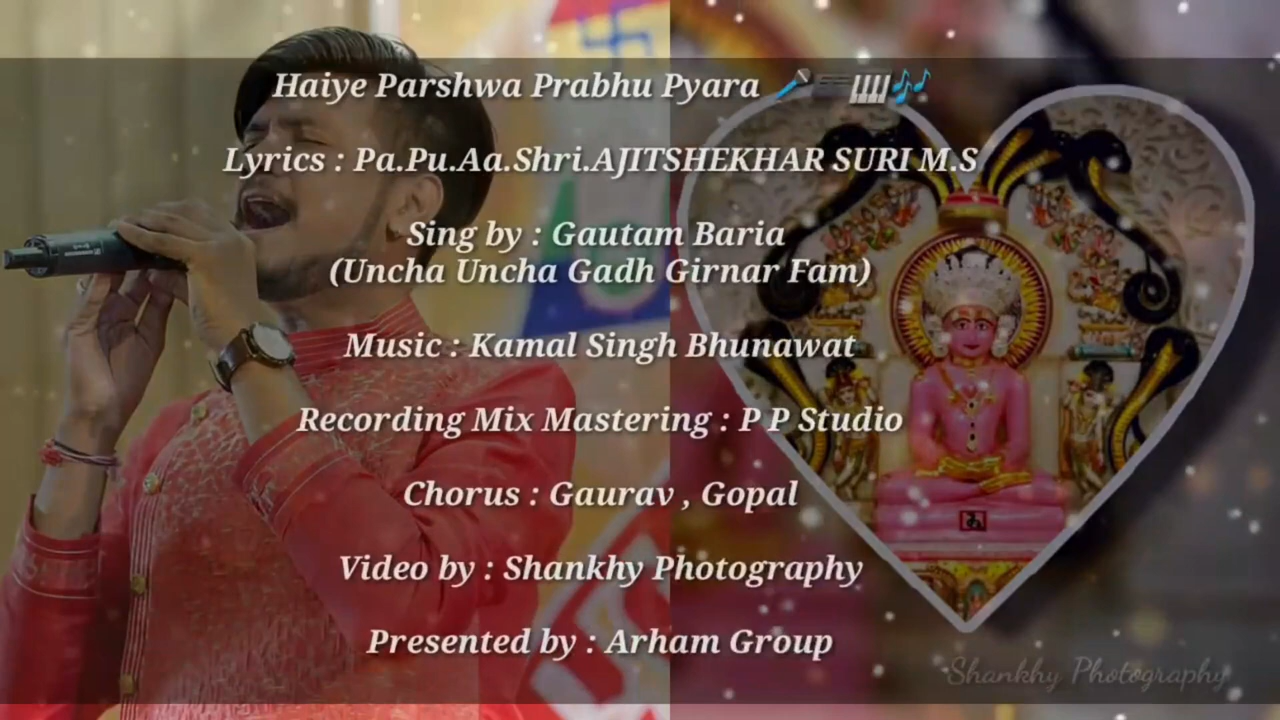 Haiye Parshwa Prabhu Pyara 🎤🎹🎶
Lyrics : Pa.Pu.Aa.Shri.AJITSHEKHAR SURI M.S
Sing by : Gautam Baria
(Uncha Uncha Gadh Girnar Fam)
Music : Kamal Singh Bhunawat
Recording Mix Mastering : P P Studio
Chorus : Gaurav , Gopal
Video by : Shankhy Photography
Presented by : Arham Group
Shankhy Photography